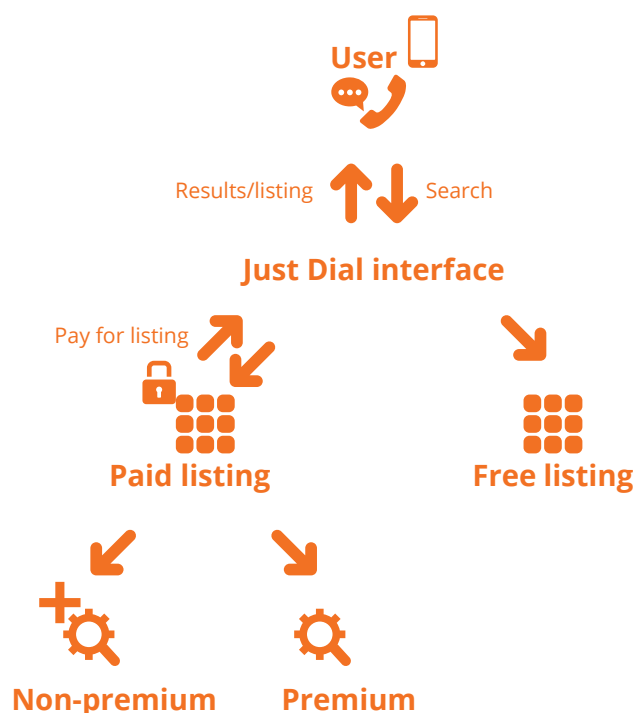 User
Results/listing
Search
Just Dial interface
Pay for listing
Paid listing
Free listing
Non-premium
Premium